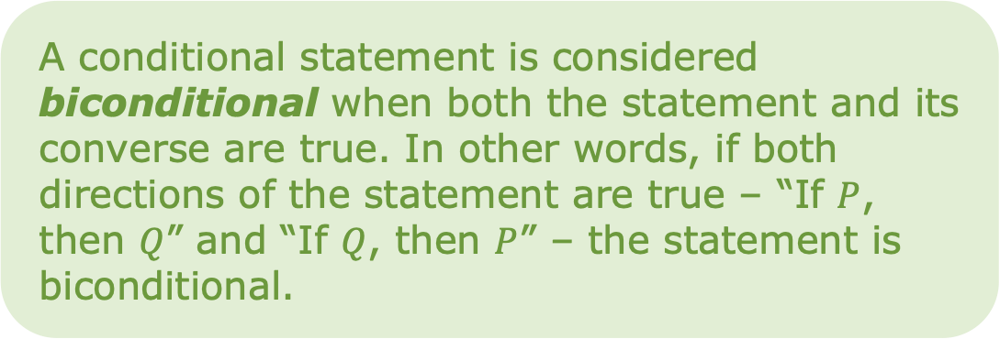 A conditional statement is considered
biconditional when both the statement and its
converse are true. In other words, if both
directions of the statement are true – “If P,
then Q” and “If Q, then P” – the statement is
biconditional.